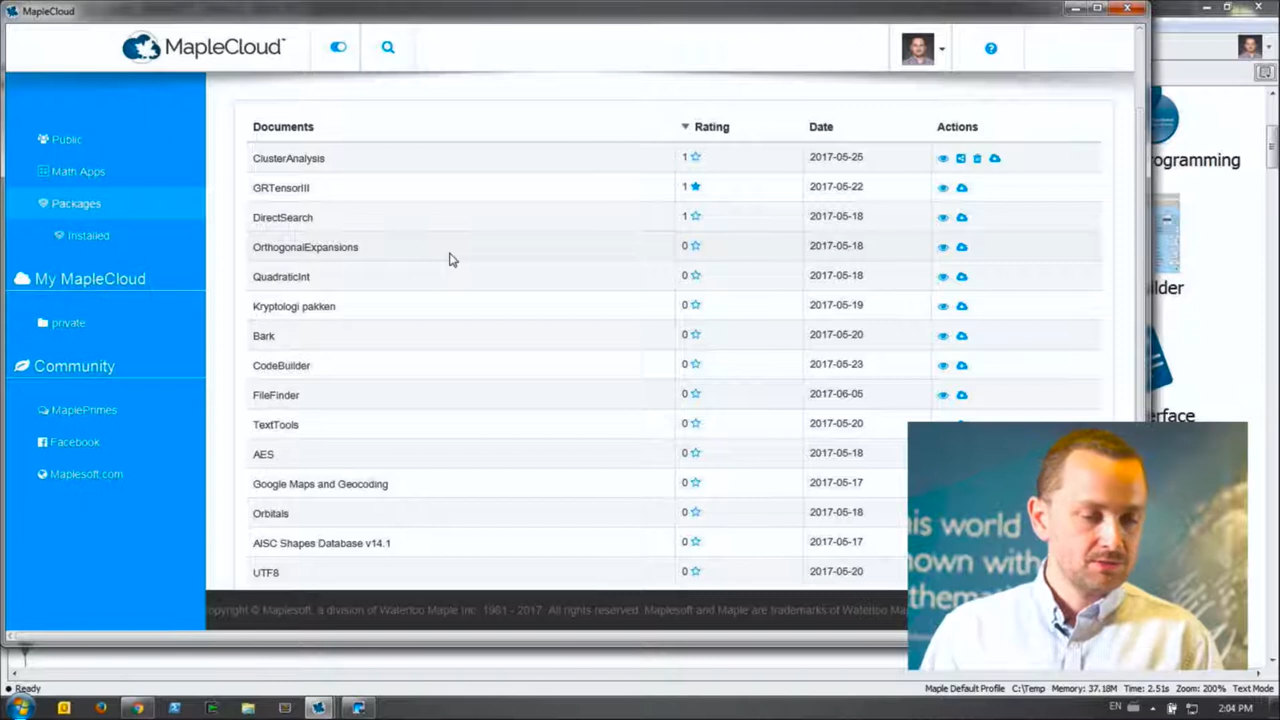 MapleCloud
MapleCloud™
Public
Math Apps
Packages
Installed
My MapleCloud
private
Community
MaplePrimes
Facebook
Maplesoft.com
Documents Rating Date Actions
ClusterAnalysis 1 2017-05-25
GRTensorIII 1 2017-05-22
DirectSearch 1 2017-05-18
OrthogonalExpansions 0 2017-05-18
QuadraticInt 0 2017-05-18
Kryptologi pakken 0 2017-05-19
Bark 0 2017-05-20
CodeBuilder 0 2017-05-23
FileFinder 0 2017-06-05
TextTools 0 2017-05-20
AES 0 2017-05-18
Google Maps and Geocoding 0 2017-05-17
Orbitals 0 2017-05-18
AISC Shapes Database v14.1 0 2017-05-17
UTF8 0 2017-05-20
opyright © Maplesoft, a division of Waterloo Maple Inc. 1981 - 2017. All rights reserved. Maplesoft and Maple are trademarks of Waterloo
rogramming
ilder
erface
his world
nown with
them
Ready
Maple Default Profile C:\Temp Memory: 37.18M Time: 2.51s Zoom: 200% Text Mode
EN
2:04 PM